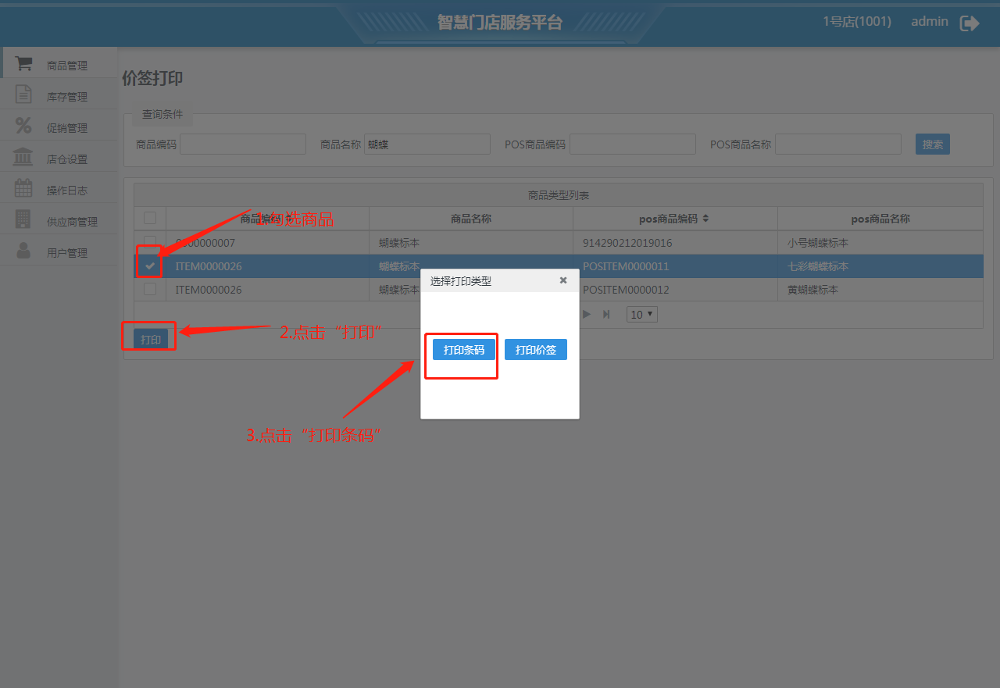 智慧门店服务平台
1号店(1001) admin
商品管理
库存管理
促销管理
店仓设置
操作日志
供应商管理
用户管理
价签打印
查询条件
商品编码 商品名称 蝴蝶 POS商品编码 POS商品名称 搜索
商品类型列表
商品编码 商品名称 pos商品编码 pos商品名称
1.勾选商品
0000000007 蝴蝶标本 914290212019016 小号蝴蝶标本
ITEM0000026 蝴蝶标本 POSITEM0000011 七彩蝴蝶标本
ITEM0000026 蝴蝶标本 POSITEM0000012 黄蝴蝶标本
10
打印
2.点击“打印”
选择打印类型
打印条码 打印价签
3.点击“打印条码”